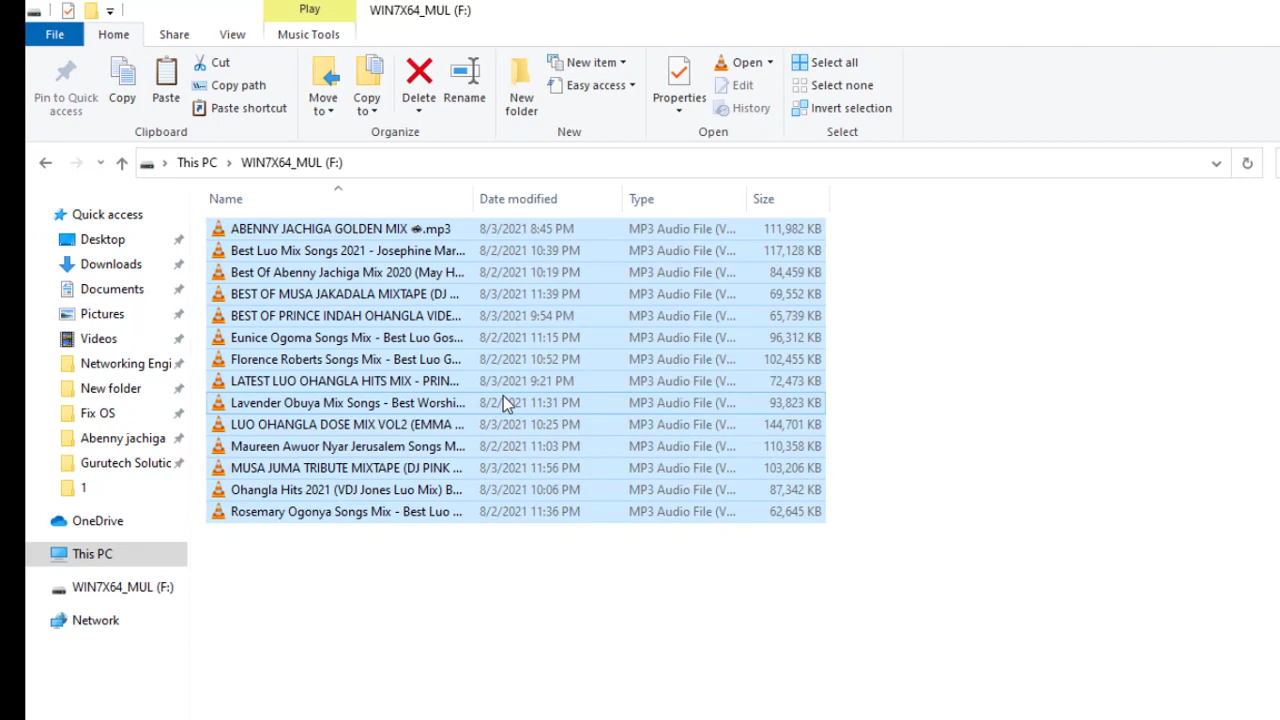 Play WIN7X64_MUL (F:)
File Home Share View Music Tools
Pin to Quick access
Copy
Paste
Cut
Copy path
Paste shortcut
Clipboard
Move to
Copy to
Delete
Rename
Organize
New folder
New item
Easy access
New
Properties
Open
Edit
History
Open
Select all
Select none
Invert selection
Select
This PC > WIN7X64_MUL (F:)
Quick access
Desktop
Downloads
Documents
Pictures
Videos
Networking Engi
New folder
Fix OS
Abenny jachiga
Gurutech Solutic
1
OneDrive
This PC
WIN7X64_MUL (F:)
Network
Name Date modified Type Size
ABENNY JACHIGA GOLDEN MIX .mp3 8/3/2021 8:45 PM MP3 Audio File (V... 111,982 KB
Best Luo Mix Songs 2021 - Josephine Mar... 8/2/2021 10:39 PM MP3 Audio File (V... 117,128 KB
Best Of Abenny Jachiga Mix 2020 (May H... 8/2/2021 10:19 PM MP3 Audio File (V... 84,459 KB
BEST OF MUSA JAKADALA MIXTAPE (DJ ... 8/3/2021 11:39 PM MP3 Audio File (V... 69,552 KB
BEST OF PRINCE INDAH OHANGLA VIDE... 8/3/2021 9:54 PM MP3 Audio File (V... 65,739 KB
Eunice Ogoma Songs Mix - Best Luo Gos... 8/2/2021 11:15 PM MP3 Audio File (V... 96,312 KB
Florence Roberts Songs Mix - Best Luo G... 8/2/2021 10:52 PM MP3 Audio File (V... 102,455 KB
LATEST LUO OHANGLA HITS MIX - PRIN... 8/3/2021 9:21 PM MP3 Audio File (V... 72,473 KB
Lavender Obuya Mix Songs - Best Worshi... 8/2/2021 11:31 PM MP3 Audio File (V... 93,823 KB
LUO OHANGLA DOSE MIX VOL2 (EMMA ... 8/3/2021 10:25 PM MP3 Audio File (V... 144,701 KB
Maureen Awuor Nyar Jerusalem Songs M... 8/2/2021 11:03 PM MP3 Audio File (V... 110,358 KB
MUSA JUMA TRIBUTE MIXTAPE (DJ PINK ... 8/3/2021 11:56 PM MP3 Audio File (V... 103,206 KB
Ohangla Hits 2021 (VDJ Jones Luo Mix) B... 8/3/2021 10:06 PM MP3 Audio File (V... 87,342 KB
Rosemary Ogonya Songs Mix - Best Luo ... 8/2/2021 11:36 PM MP3 Audio File (V... 62,645 KB